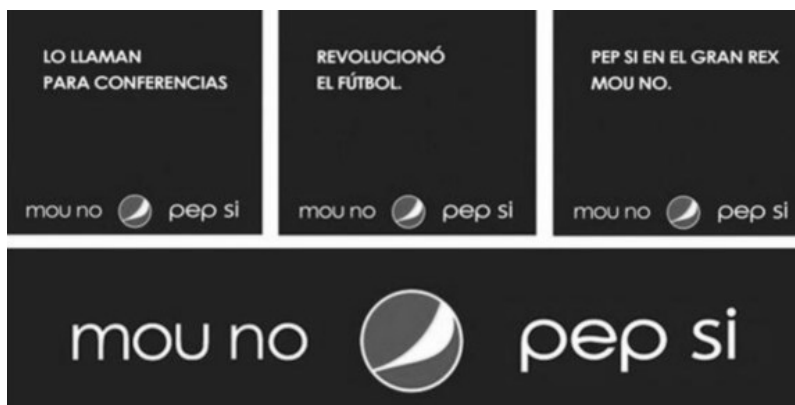 LO LLAMAN
PARA CONFERENCIAS
mou no pep si
REVOLUCIONÓ
EL FÚTBOL.
mou no pep si
PEP SI EN EL GRAN REX
MOU NO.
mou no pep si
mou no pep si